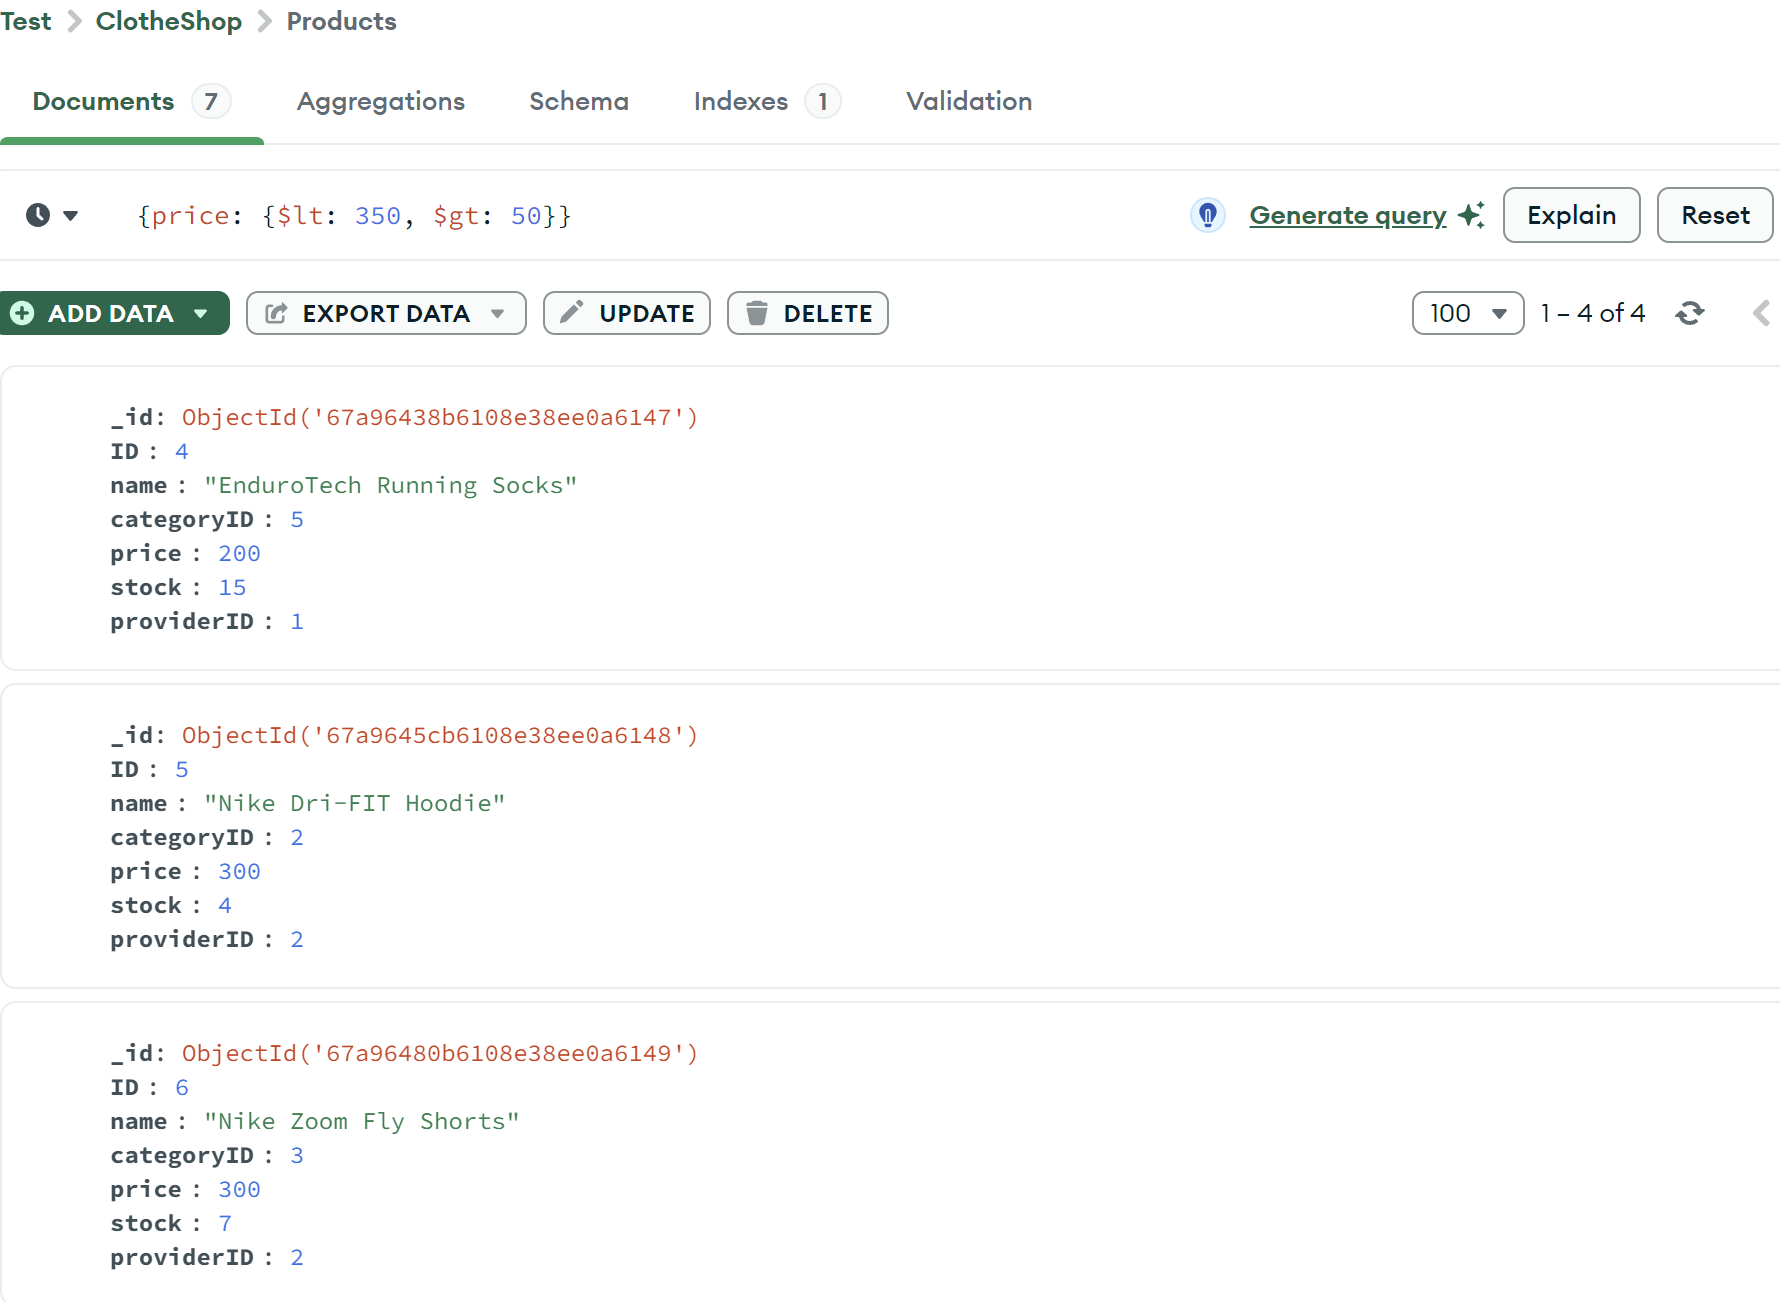 Test > ClotheShop > Products
Documents 7 Aggregations Schema Indexes 1 Validation
{price: {$lt: 350, $gt: 50}} Generate query Explain Reset
ADD DATA EXPORT DATA UPDATE DELETE 100 1 – 4 of 4
_id: ObjectId('67a96438b6108e38ee0a6147')
ID : 4
name : "EnduroTech Running Socks"
categoryID : 5
price : 200
stock : 15
providerID : 1
_id: ObjectId('67a9645cb6108e38ee0a6148')
ID : 5
name : "Nike Dri-FIT Hoodie"
categoryID : 2
price : 300
stock : 4
providerID : 2
_id: ObjectId('67a96480b6108e38ee0a6149')
ID : 6
name : "Nike Zoom Fly Shorts"
categoryID : 3
price : 300
stock : 7
providerID : 2